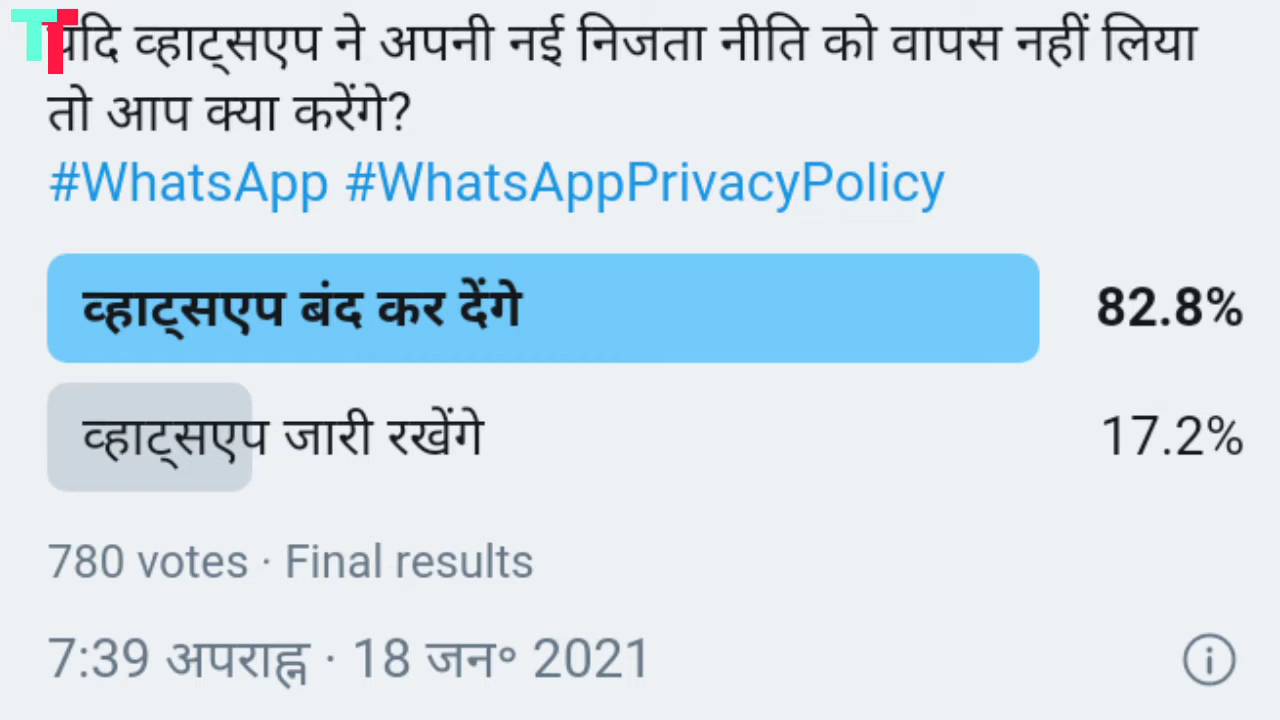 यदि व्हाट्सएप ने अपनी नई निजता नीति को वापस नहीं लिया
तो आप क्या करेंगे?
#WhatsApp #WhatsAppPrivacyPolicy
व्हाट्सएप बंद कर देंगे 82.8%
व्हाट्सएप जारी रखेंगे 17.2%
780 votes · Final results
7:39 अपराह्न · 18 जन॰ 2021